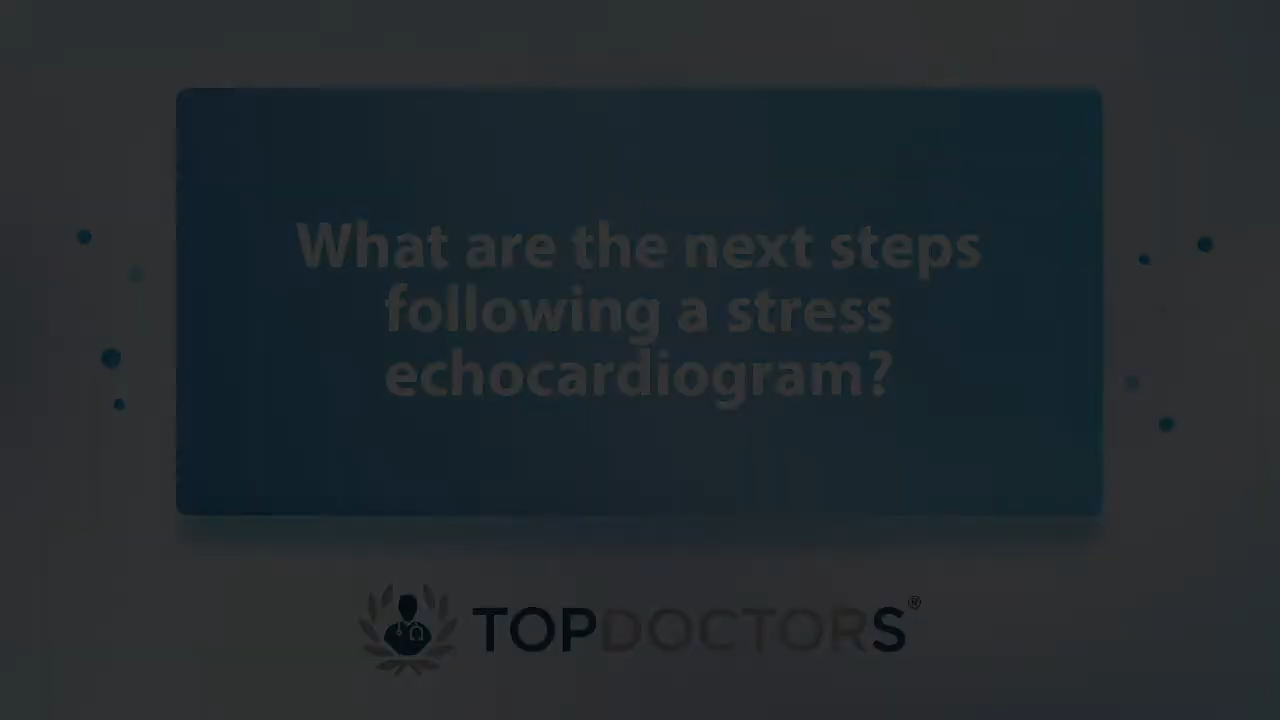 What are the next steps
following a stress
echocardiogram?
TOPDOCTORS®